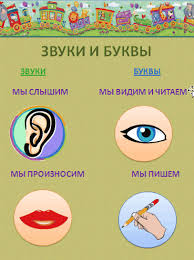 ЗВУКИ И БУКВЫ
ЗВУКИ БУКВЫ
МЫ СЛЫШИМ МЫ ВИДИМ И ЧИТАЕМ
МЫ ПРОИЗНОСИМ МЫ ПИШЕМ